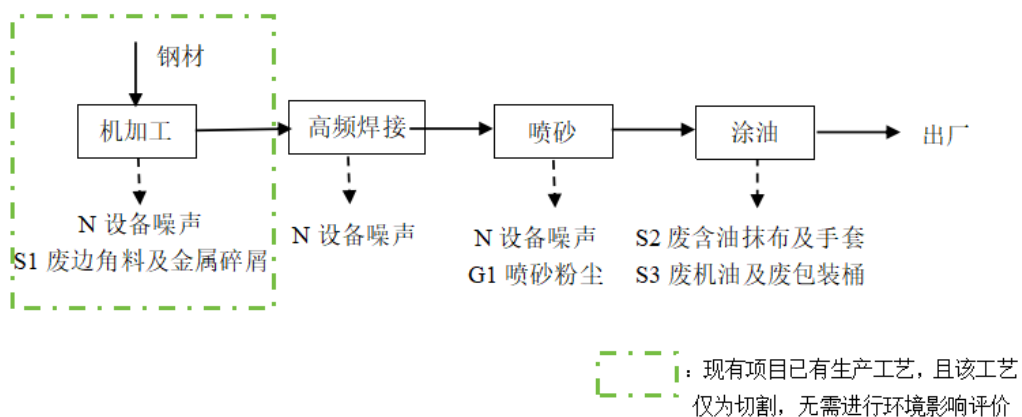 钢材
机加工
高频焊接
喷砂
涂油
出厂
N 设备噪声
S1 废边角料及金属碎屑
N 设备噪声
N 设备噪声
G1 喷砂粉尘
S2 废含油抹布及手套
S3 废机油及废包装桶
：现有项目已有生产工艺，且该工艺
仅为切割，无需进行环境影响评价